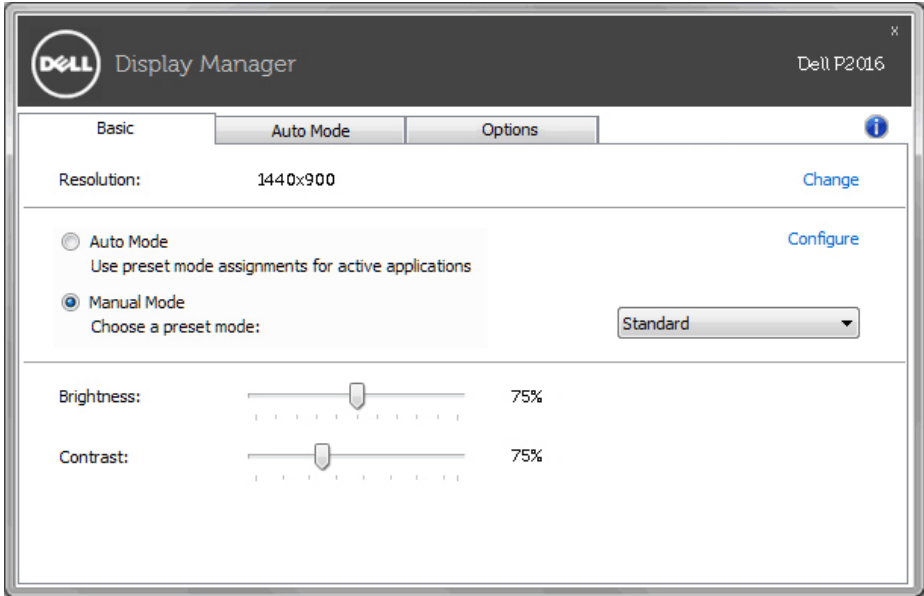 DELL
Display Manager
x
Dell P2016
Basic
Auto Mode
Options
i
Resolution:
1440x900
Change
Auto Mode
Configure
Use preset mode assignments for active applications
Manual Mode
Choose a preset mode:
Standard
Brightness:
75%
Contrast:
75%